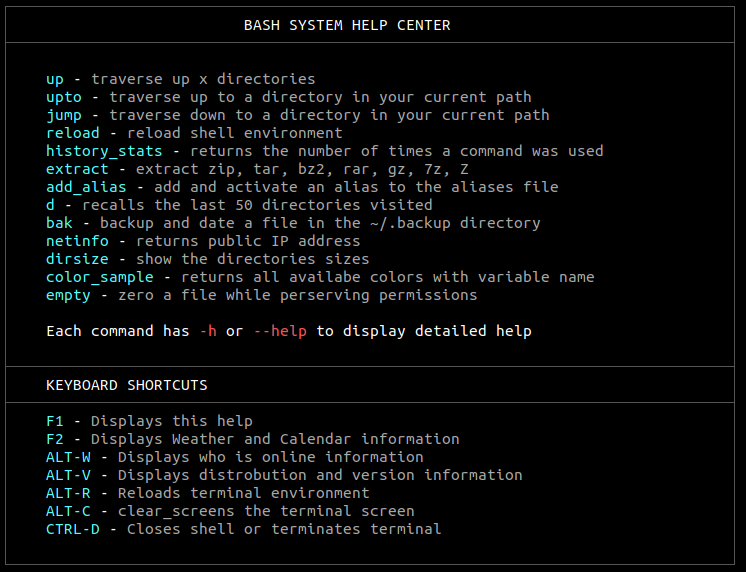 BASH SYSTEM HELP CENTER
up - traverse up x directories
upto - traverse up to a directory in your current path
jump - traverse down to a directory in your current path
reload - reload shell environment
history_stats - returns the number of times a command was used
extract - extract zip, tar, bz2, rar, gz, 7z, Z
add_alias - add and activate an alias to the aliases file
d - recalls the last 50 directories visited
bak - backup and date a file in the ~/.backup directory
netinfo - returns public IP address
dirsize - show the directories sizes
color_sample - returns all availabe colors with variable name
empty - zero a file while perserving permissions
Each command has -h or --help to display detailed help
KEYBOARD SHORTCUTS
F1 - Displays this help
F2 - Displays Weather and Calendar information
ALT-W - Displays who is online information
ALT-V - Displays distrobution and version information
ALT-R - Reloads terminal environment
ALT-C - clear_screens the terminal screen
CTRL-D - Closes shell or terminates terminal